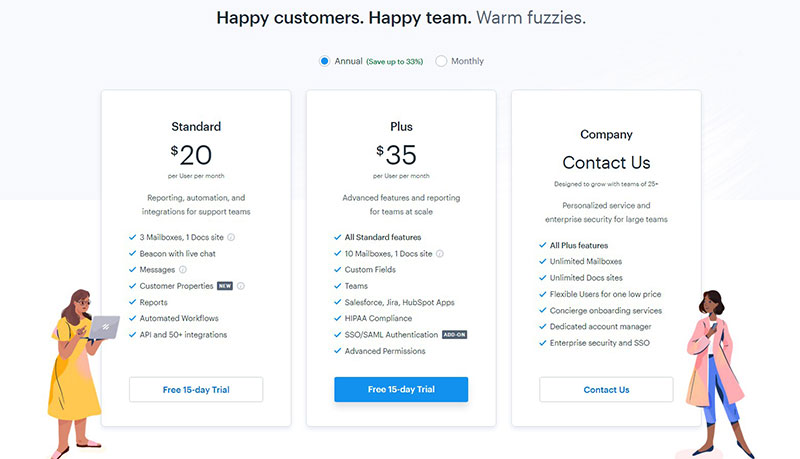 Happy customers. Happy team. Warm fuzzies.
Annual (Save up to 33%) Monthly
Standard
$20
per User per month
Reporting, automation, and
integrations for support teams
3 Mailboxes, 1 Docs site
Beacon with live chat
Messages
Customer Properties NEW
Reports
Automated Workflows
API and 50+ integrations
Free 15-day Trial
Plus
$35
per User per month
Advanced features and reporting
for teams at scale
All Standard features
10 Mailboxes, 1 Docs site
Custom Fields
Teams
Salesforce, Jira, HubSpot Apps
HIPAA Compliance
SSO/SAML Authentication ADD-ON
Advanced Permissions
Free 15-day Trial
Company
Contact Us
Designed to grow with teams of 25+
Personalized service and
enterprise security for large teams
All Plus features
Unlimited Mailboxes
Unlimited Docs sites
Flexible Users for one low price
Concierge onboarding services
Dedicated account manager
Enterprise security and SSO
Contact Us